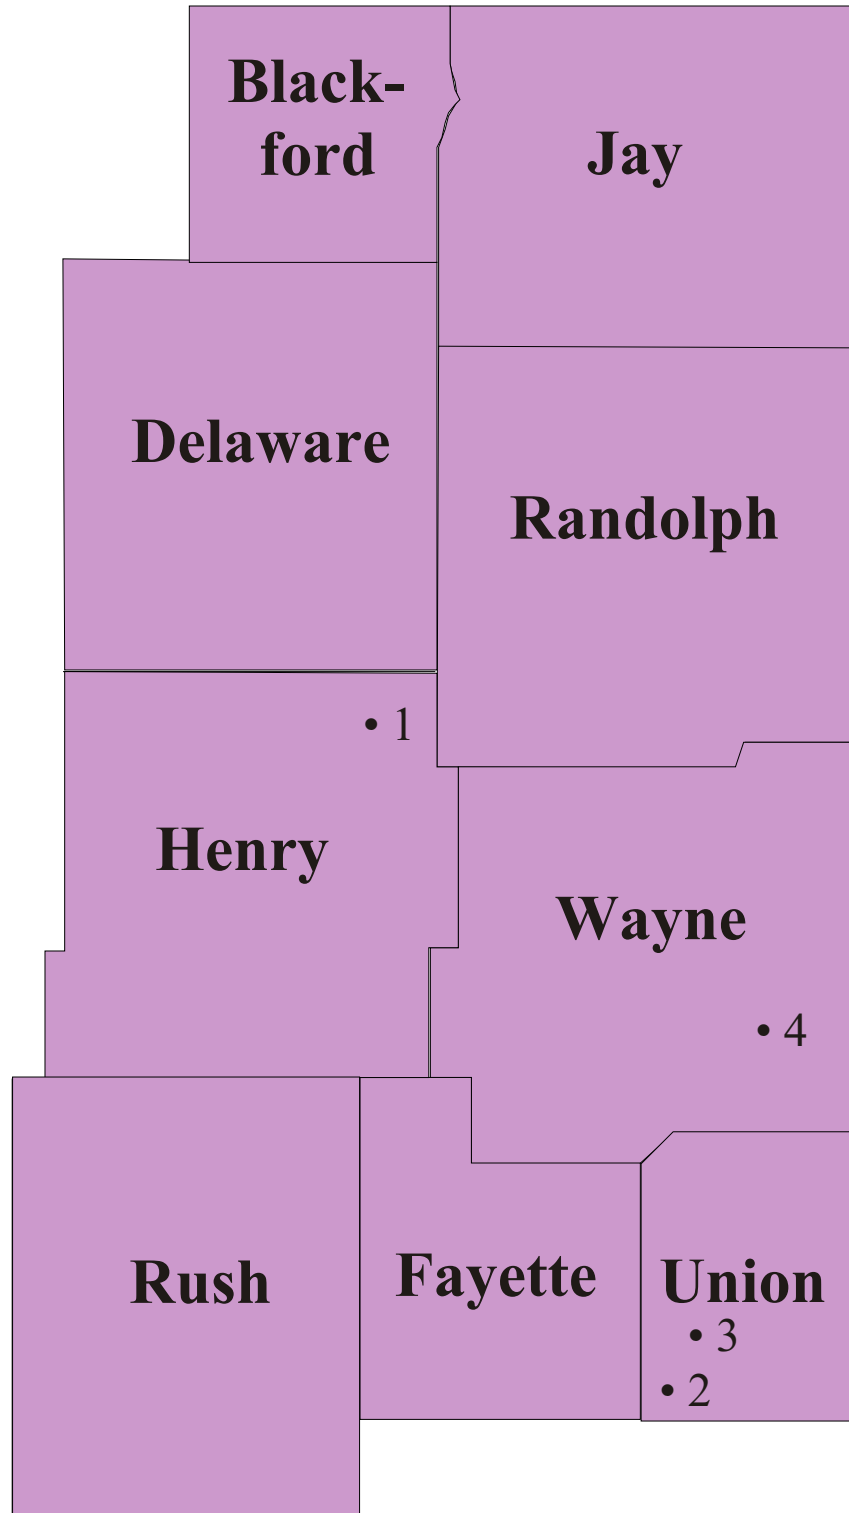 Black-
ford
Jay
Delaware
Randolph
• 1
Henry
Wayne
• 4
Rush
Fayette
Union
• 3
• 2